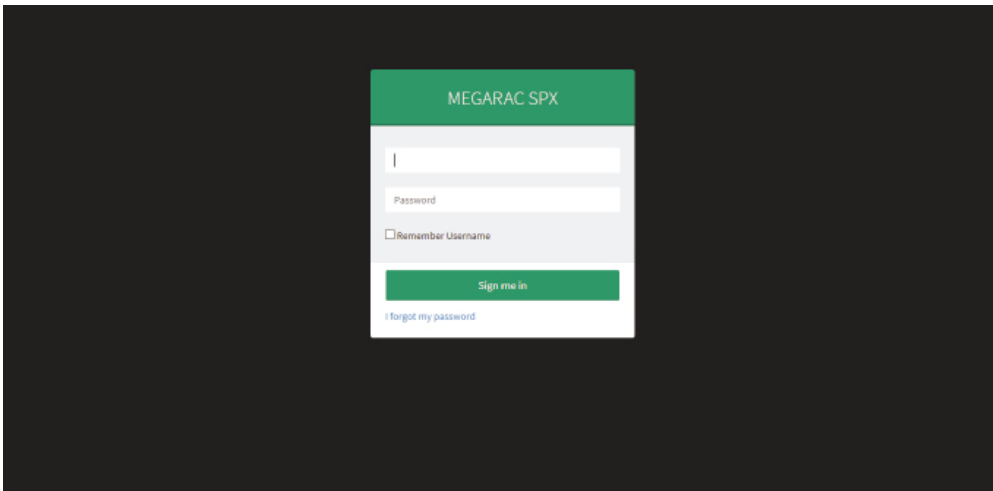 MEGARAC SPX
Password
Remember Username
Sign me in
I forgot my password